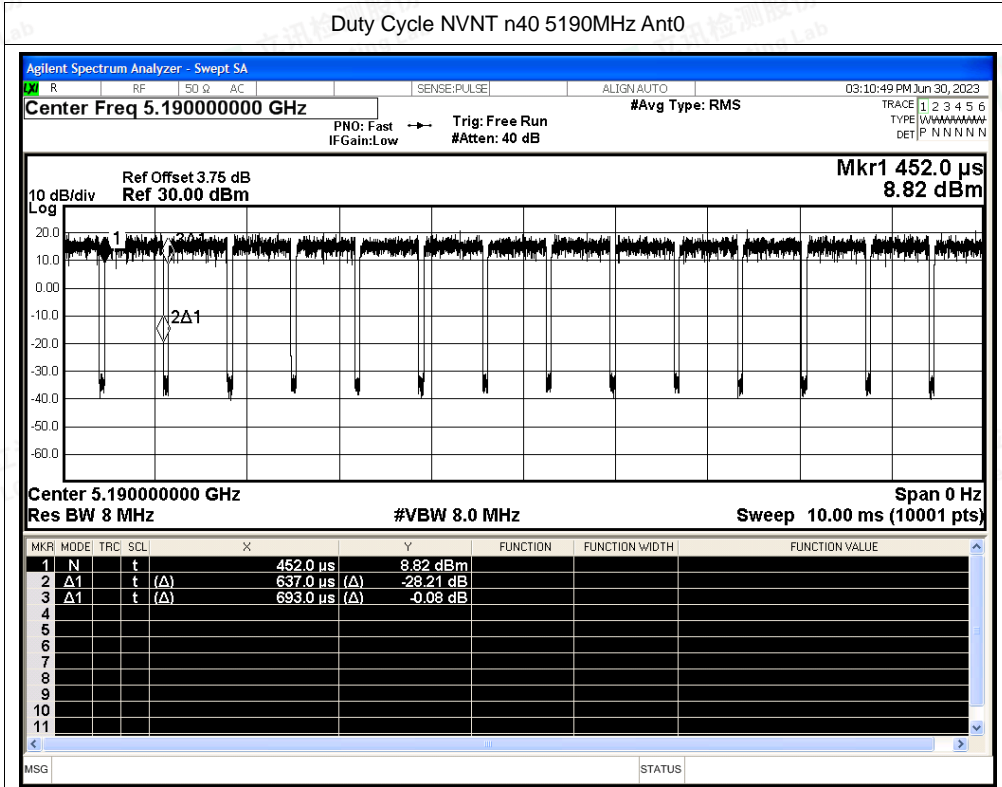 Duty Cycle NVNT n40 5190MHz Ant0
Agilent Spectrum Analyzer - Swept SA
LXI R RF 50 Ω AC SENSE:PULSE ALIGN AUTO 03:10:49 PM Jun 30, 2023
Center Freq 5.190000000 GHz #Avg Type: RMS TRACE 1 2 3 4 5 6
PNO: Fast Trig: Free Run TYPE WWWWWW
IFGain:Low #Atten: 40 dB DET P N N N N N
Mkr1 452.0 µs
Ref Offset 3.75 dB
10 dB/div Ref 30.00 dBm 8.82 dBm
Log
20.0
1 3Δ1
10.0
0.00
-10.0
2Δ1
-20.0
-30.0
-40.0
-50.0
-60.0
Center 5.190000000 GHz Span 0 Hz
Res BW 8 MHz #VBW 8.0 MHz Sweep 10.00 ms (10001 pts)
MKR MODE TRC SCL X Y FUNCTION FUNCTION WIDTH FUNCTION VALUE
1 N t 452.0 µs 8.82 dBm
2 Δ1 t (Δ) 637.0 µs (Δ) -28.21 dB
3 Δ1 t (Δ) 693.0 µs (Δ) -0.08 dB
4
5
6
7
8
9
10
11
MSG STATUS